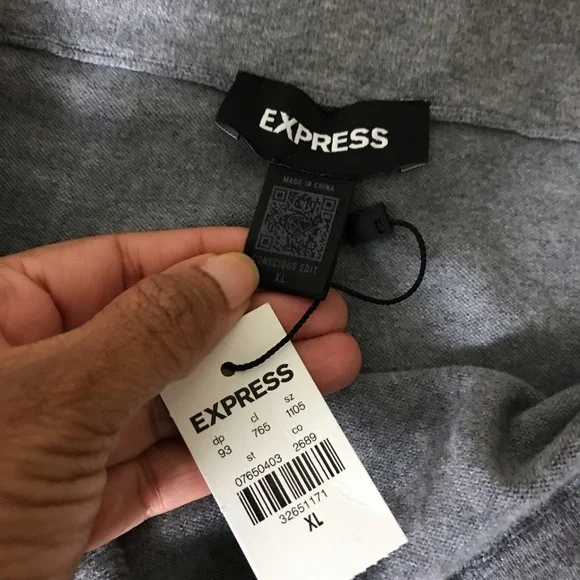 EXPRESS
MADE IN CHINA
CONSCIOUS EDIT
XL
E
EXPRESS
dp cl sz
93 765 1105
st co
07650403 2689
32651171
XL